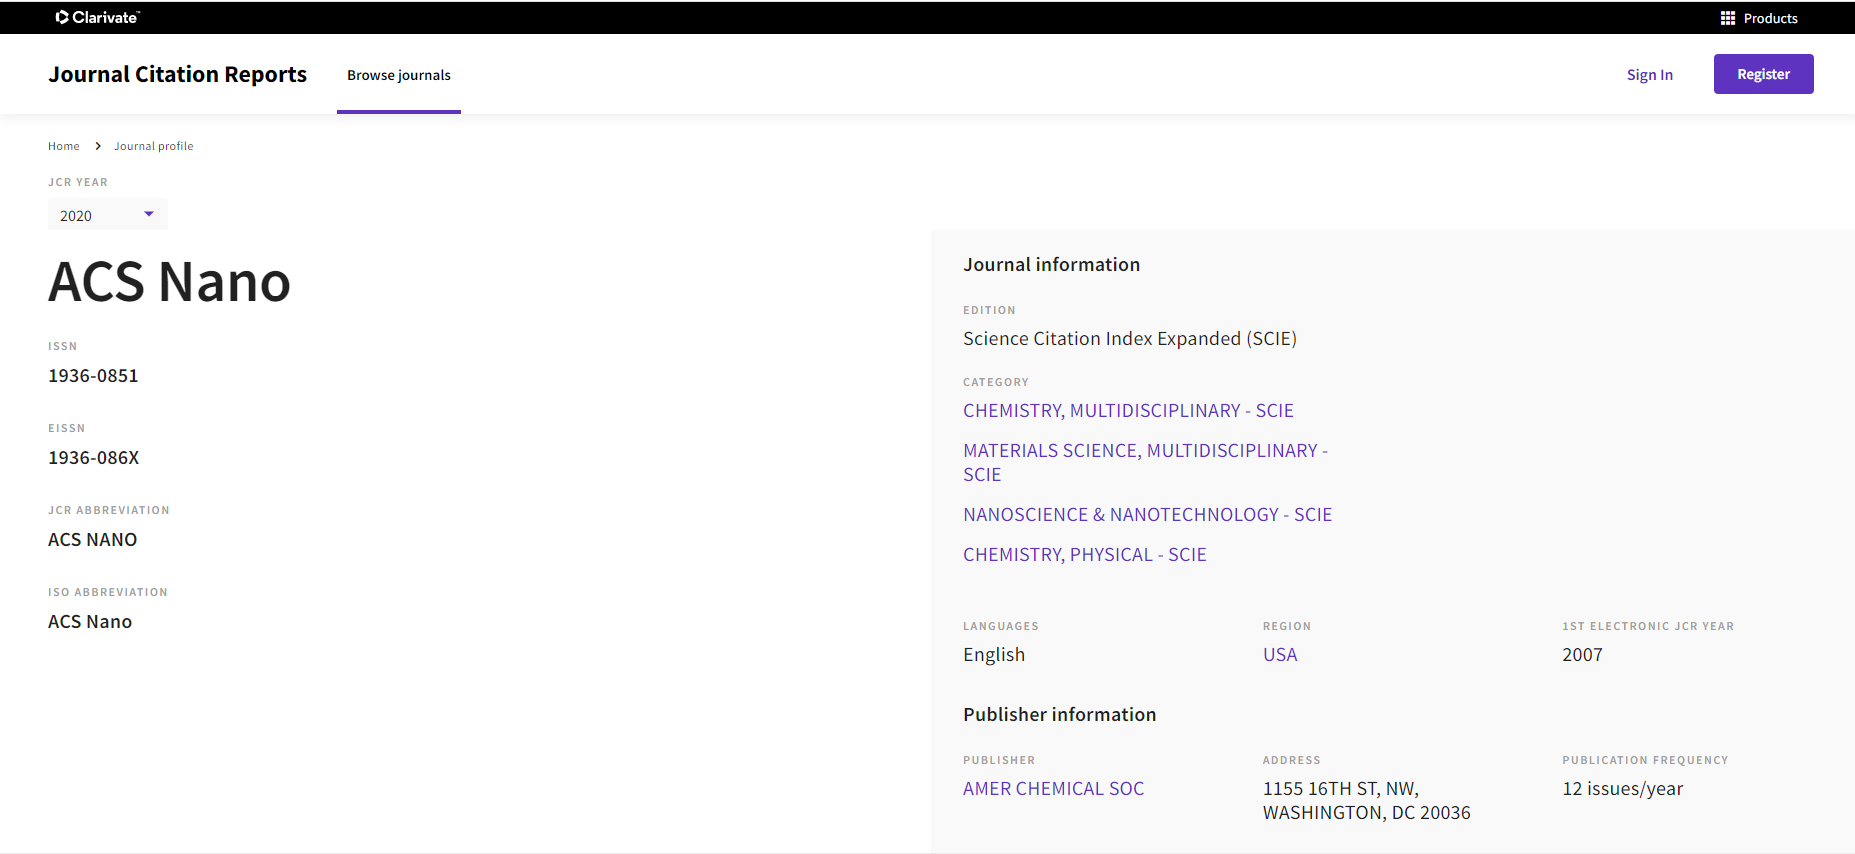 Clarivate™
Products
Journal Citation Reports
Browse journals
Sign In
Register
Home
Journal profile
JCR YEAR
2020
ACS Nano
ISSN
1936-0851
EISSN
1936-086X
JCR ABBREVIATION
ACS NANO
ISO ABBREVIATION
ACS Nano
Journal information
EDITION
Science Citation Index Expanded (SCIE)
CATEGORY
CHEMISTRY, MULTIDISCIPLINARY - SCIE
MATERIALS SCIENCE, MULTIDISCIPLINARY -
SCIE
NANOSCIENCE & NANOTECHNOLOGY - SCIE
CHEMISTRY, PHYSICAL - SCIE
LANGUAGES
English
REGION
USA
1ST ELECTRONIC JCR YEAR
2007
Publisher information
PUBLISHER
AMER CHEMICAL SOC
ADDRESS
1155 16TH ST, NW,
WASHINGTON, DC 20036
PUBLICATION FREQUENCY
12 issues/year